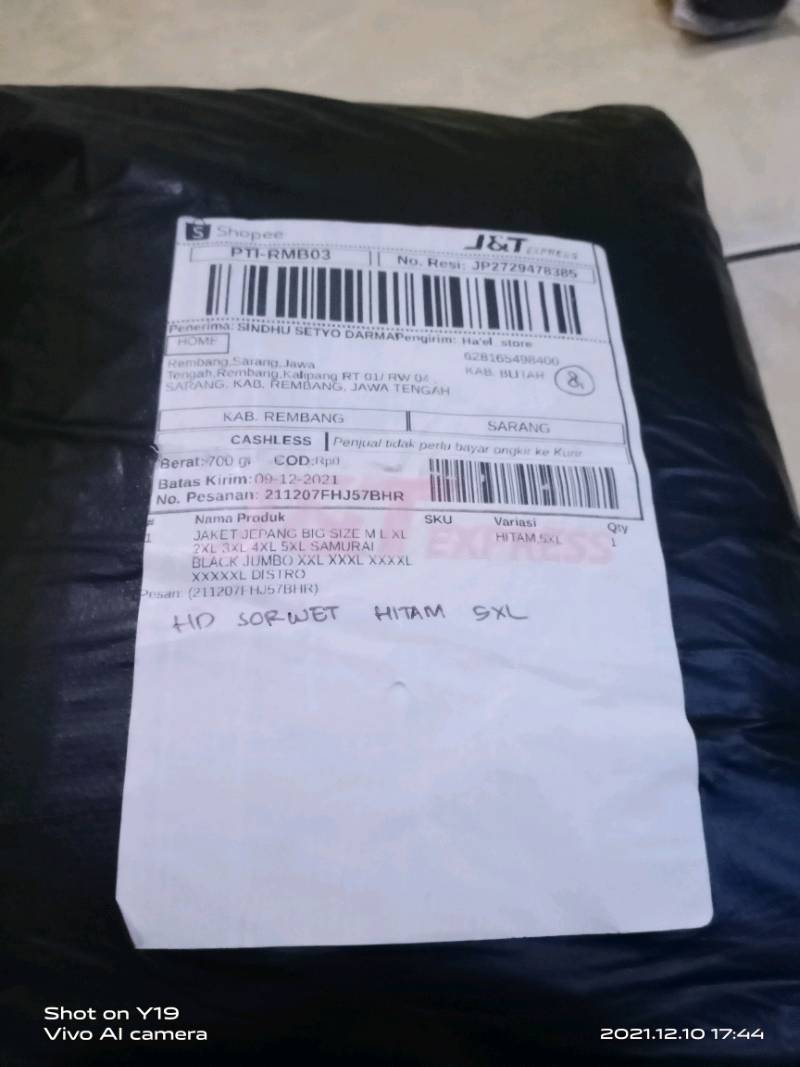 S Shopee
J&T EXPRESS
PTI-RMB03
No. Resi: JP2729478385
Penerima: SINDHU SETYO DARMA
Pengirim: Ha'el store
HOME
628165498400
Rembang,Sarang,Jawa
KAB.
Tengah,Rembang,Kalipang RT 01/ RW 04,
SARANG, KAB. REMBANG, JAWA TENGAH
KAB. REMBANG
SARANG
CASHLESS
Penjual tidak perlu bayar ongkir ke Kurir
Berat: 700 gr
COD: Rp0
Batas Kirim: 09-12-2021
No. Pesanan: 211207FHJ57BHR
# Nama Produk SKU Variasi Qty
1 JAKET JEPANG BIG SIZE M L XL HITAM,5XL 1
2XL 3XL 4XL 5XL SAMURAI
BLACK JUMBO XXL XXXL XXXXL
XXXXXL DISTRO
J&T EXPRESS
Pesan: (211207FHJ57BHR)
HD SORWET HITAM 5XL
Shot on Y19
Vivo AI camera
2021.12.10 17:44